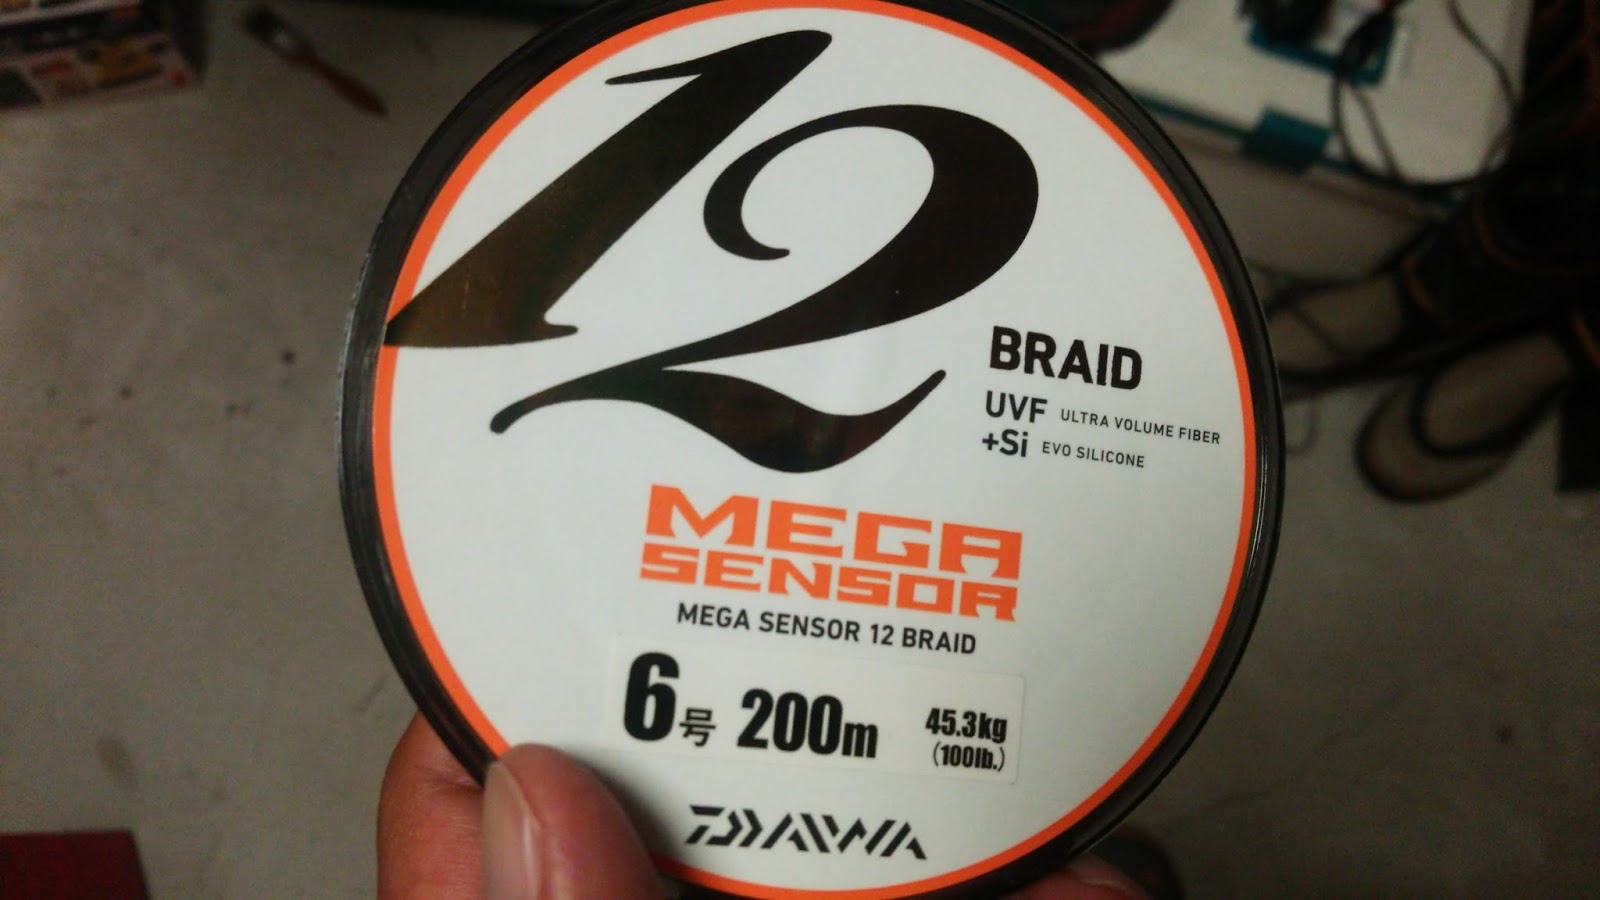 12
BRAID
UVF ULTRA VOLUME FIBER
+Si EVO SILICONE
MEGA
SENSOR
MEGA SENSOR 12 BRAID
6号 200m 45.3kg
(100lb.)
DAIWA